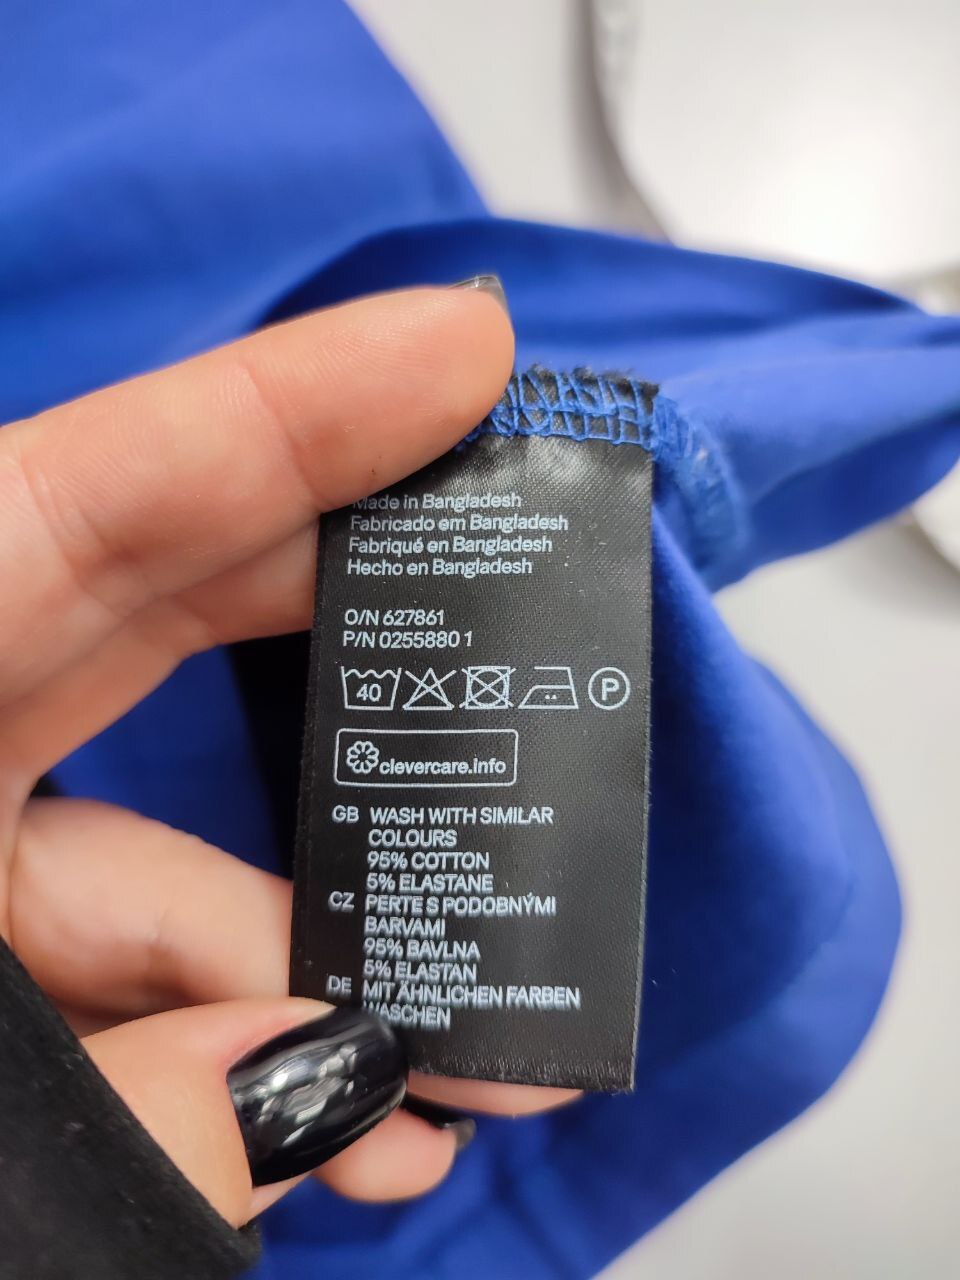 Made in Bangladesh
Fabricado em Bangladesh
Fabriqué en Bangladesh
Hecho en Bangladesh
O/N 627861
P/N 0255880 1
40 P
clevercare.info
GB WASH WITH SIMILAR
COLOURS
95% COTTON
5% ELASTANE
CZ PERTE S PODOBNÝMI
BARVAMI
95% BAVLNA
5% ELASTAN
DE MIT ÄHNLICHEN FARBEN
WASCHEN